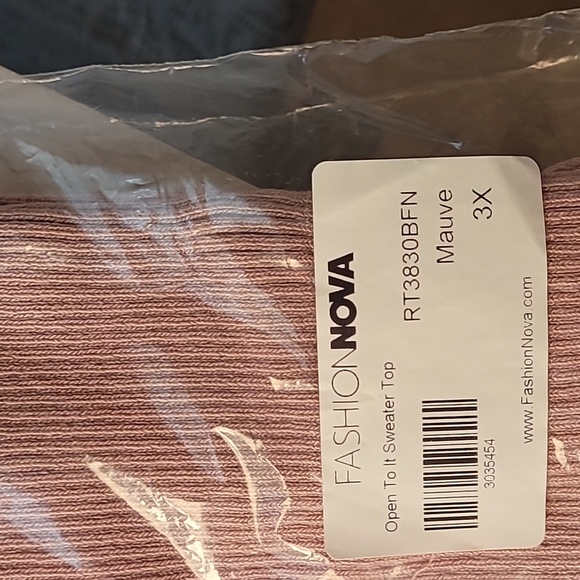 FASHIONNOVA
Open To It Sweater Top
RT3830BFN
Mauve
3X
3035454
www.FashionNova.com